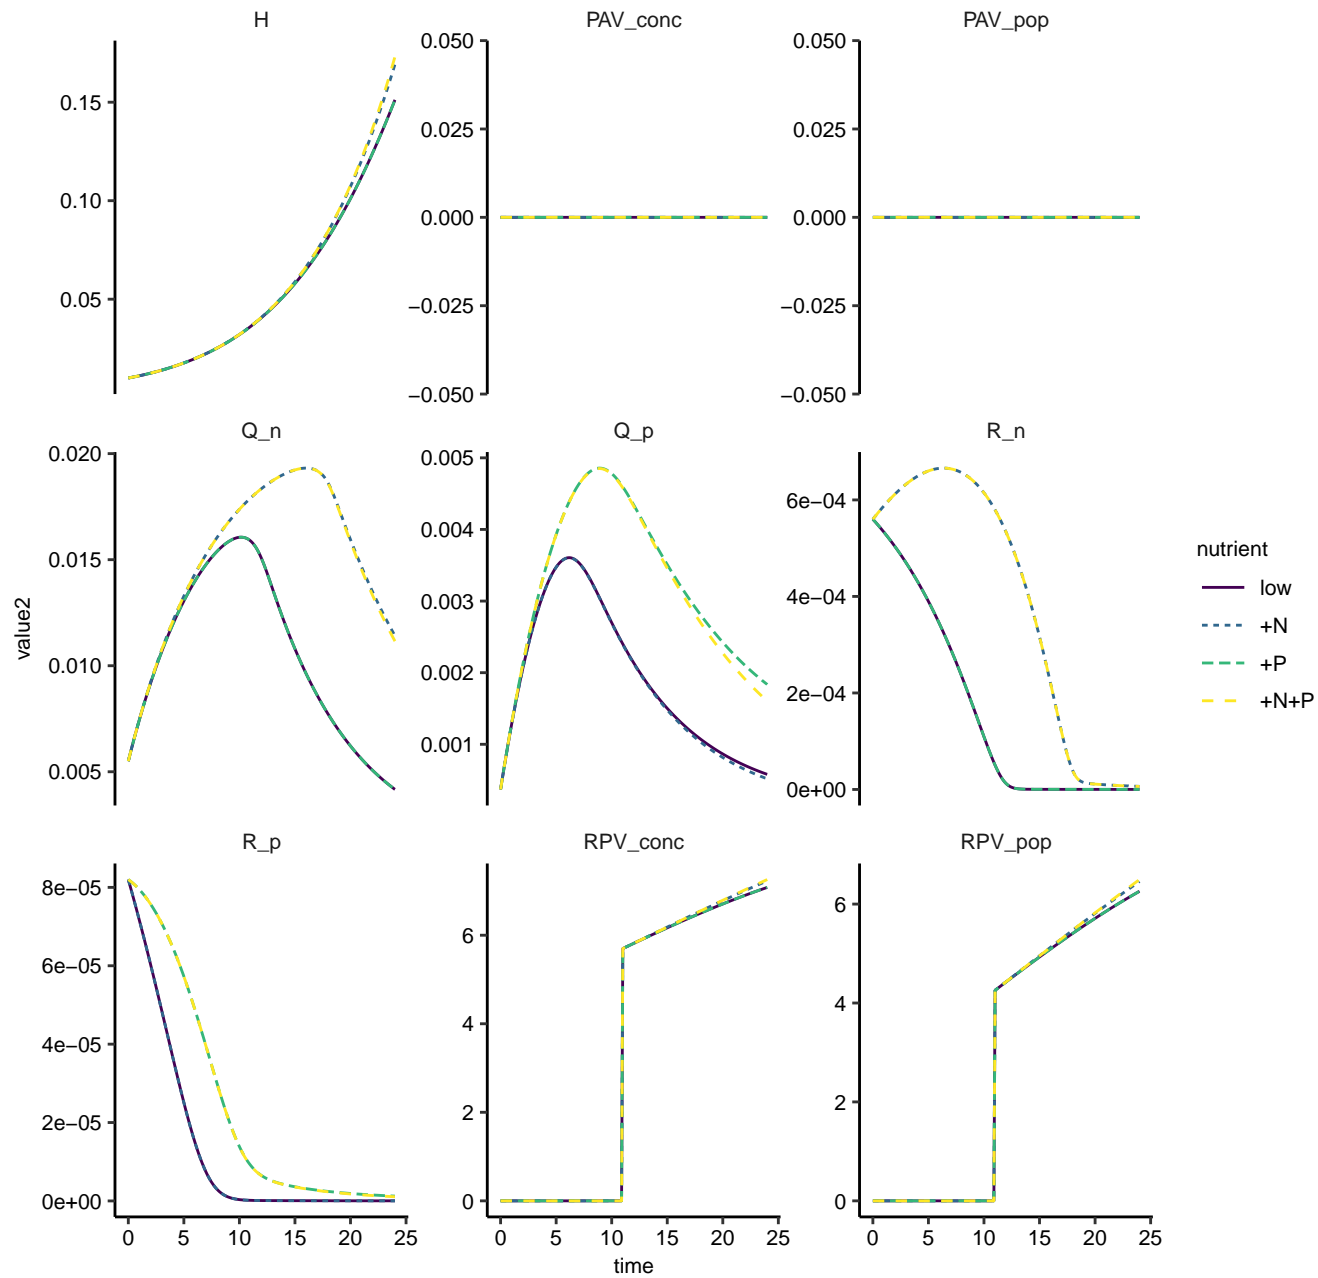 H
PAV_conc
PAV_pop
0.15
0.10
0.05
0.050
0.025
0.000
−0.025
−0.050
0.050
0.025
0.000
−0.025
−0.050
Q_n
Q_p
R_n
0.020
0.015
0.010
0.005
0.005
0.004
0.003
0.002
0.001
6e−04
4e−04
2e−04
0e+00
R_p
RPV_conc
RPV_pop
8e−05
6e−05
4e−05
2e−05
0e+00
6
4
2
0
6
4
2
0
0 5 10 15 20 25
0 5 10 15 20 25
0 5 10 15 20 25
time
value2
nutrient
low
+N
+P
+N+P